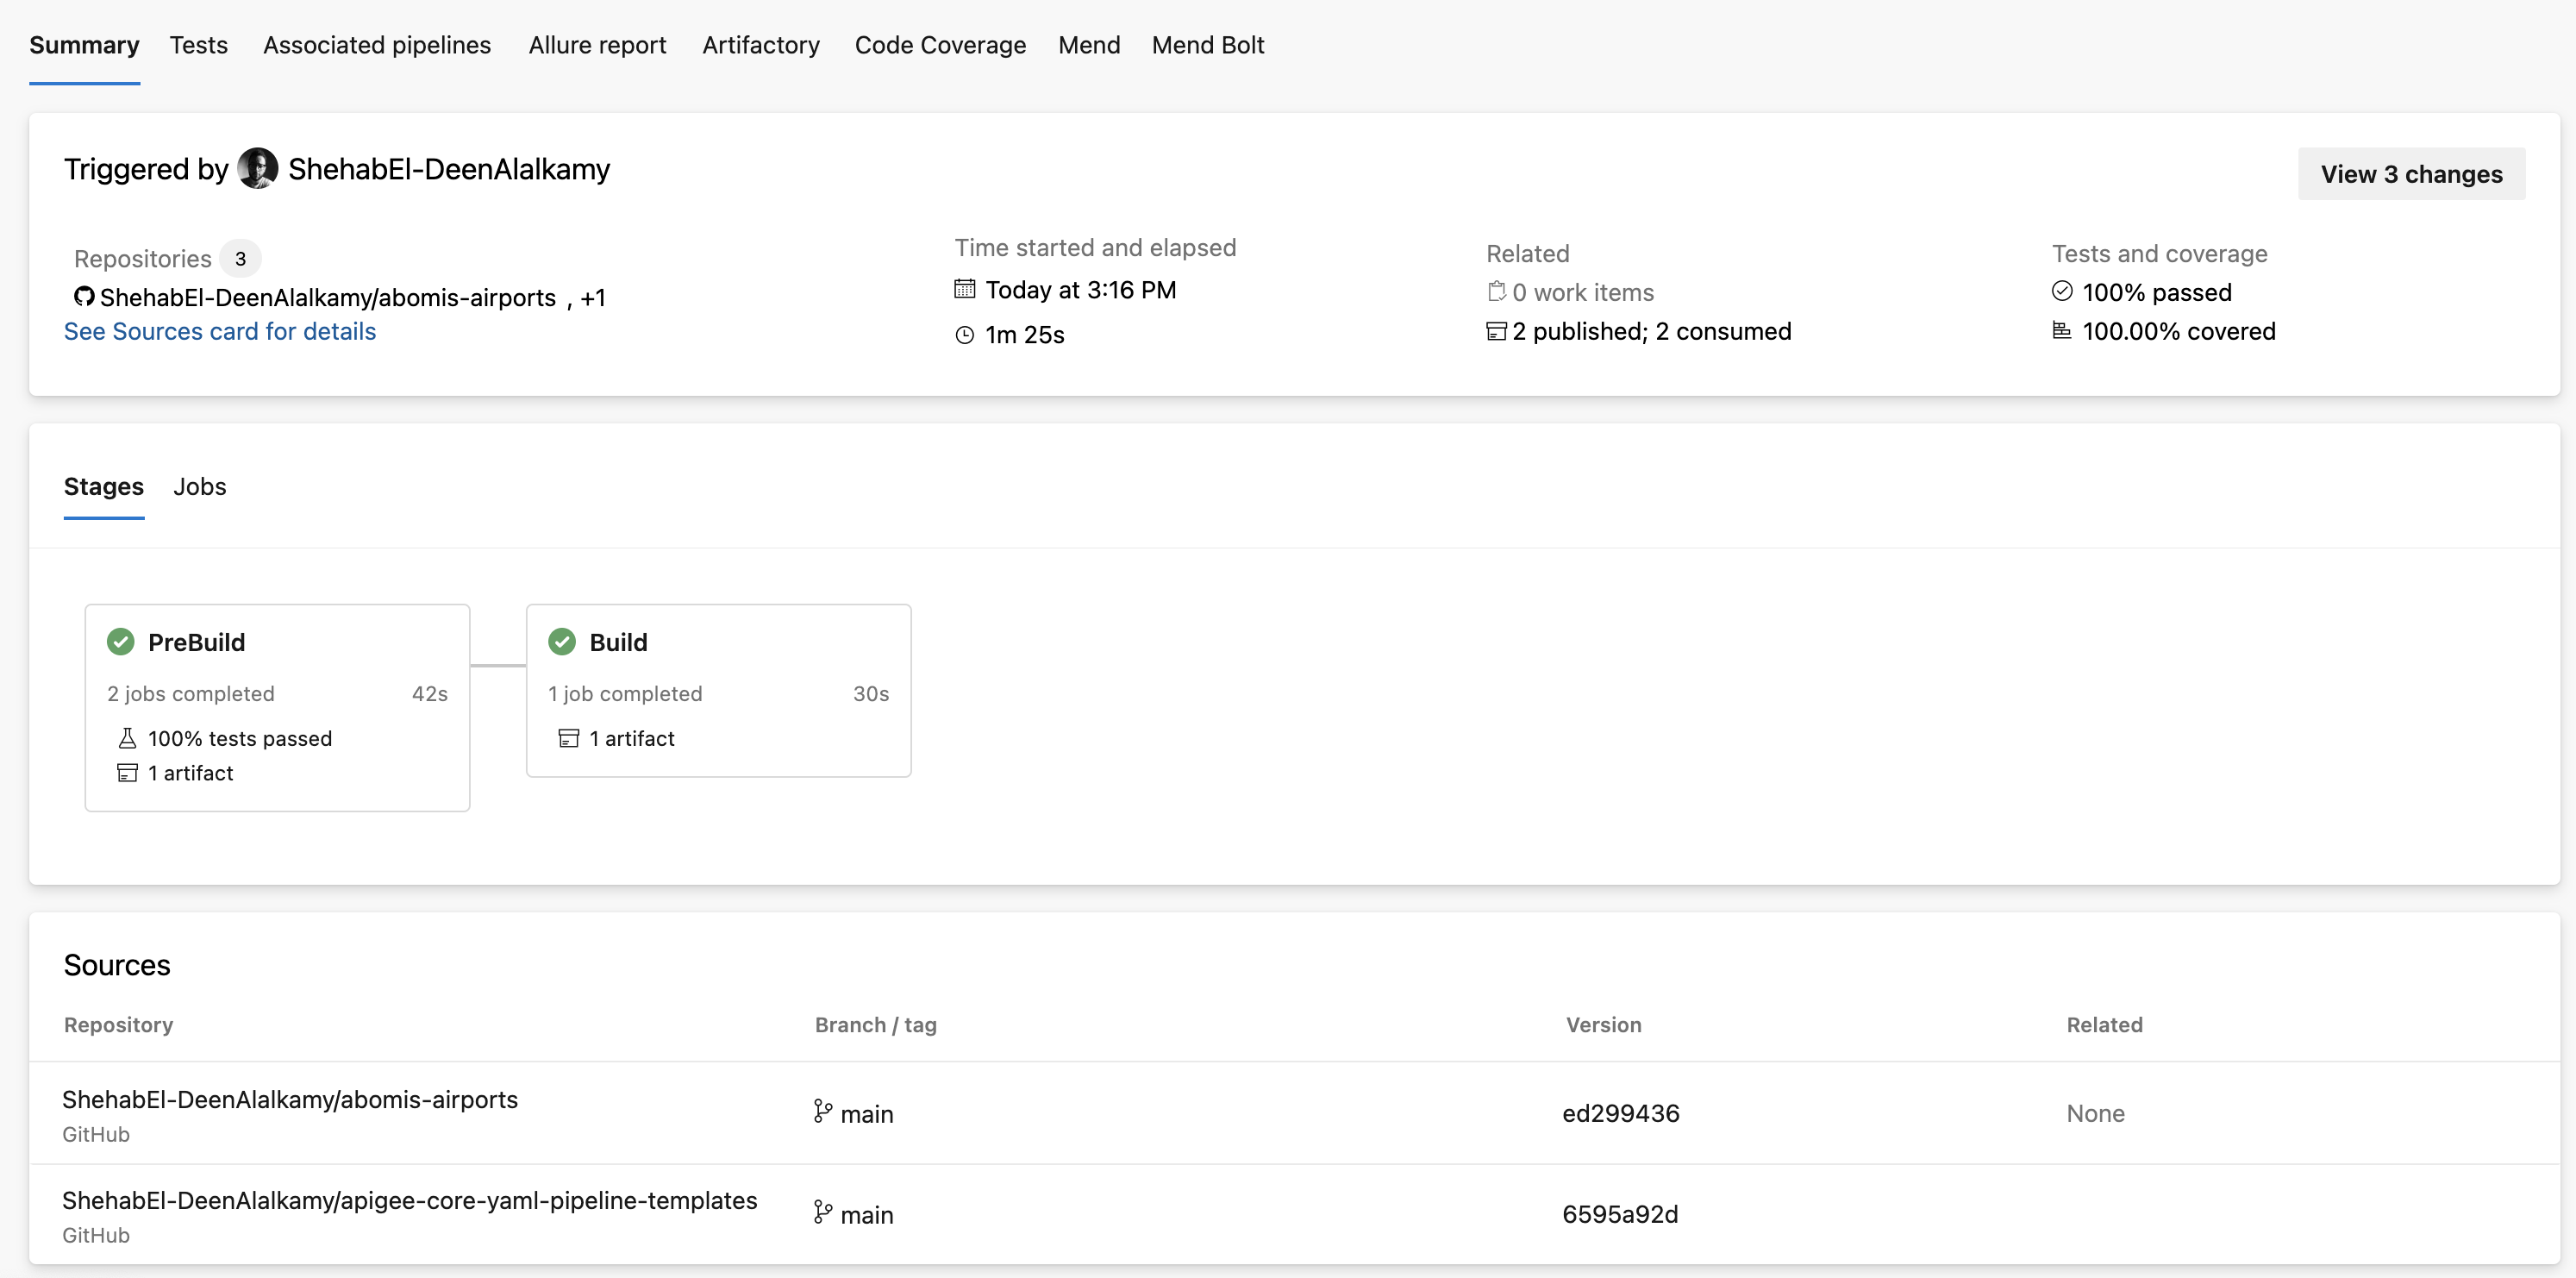 Summary Tests Associated pipelines Allure report Artifactory Code Coverage Mend Mend Bolt
Triggered by ShehabEl-DeenAlalkamy
View 3 changes
Repositories 3
ShehabEl-DeenAlalkamy/abomis-airports , +1
See Sources card for details
Time started and elapsed
Today at 3:16 PM
1m 25s
Related
0 work items
2 published; 2 consumed
Tests and coverage
100% passed
100.00% covered
Stages Jobs
PreBuild
2 jobs completed 42s
100% tests passed
1 artifact
Build
1 job completed 30s
1 artifact
Sources
Repository Branch / tag Version Related
ShehabEl-DeenAlalkamy/abomis-airports
GitHub
main
ed299436
None
ShehabEl-DeenAlalkamy/apigee-core-yaml-pipeline-templates
GitHub
main
6595a92d